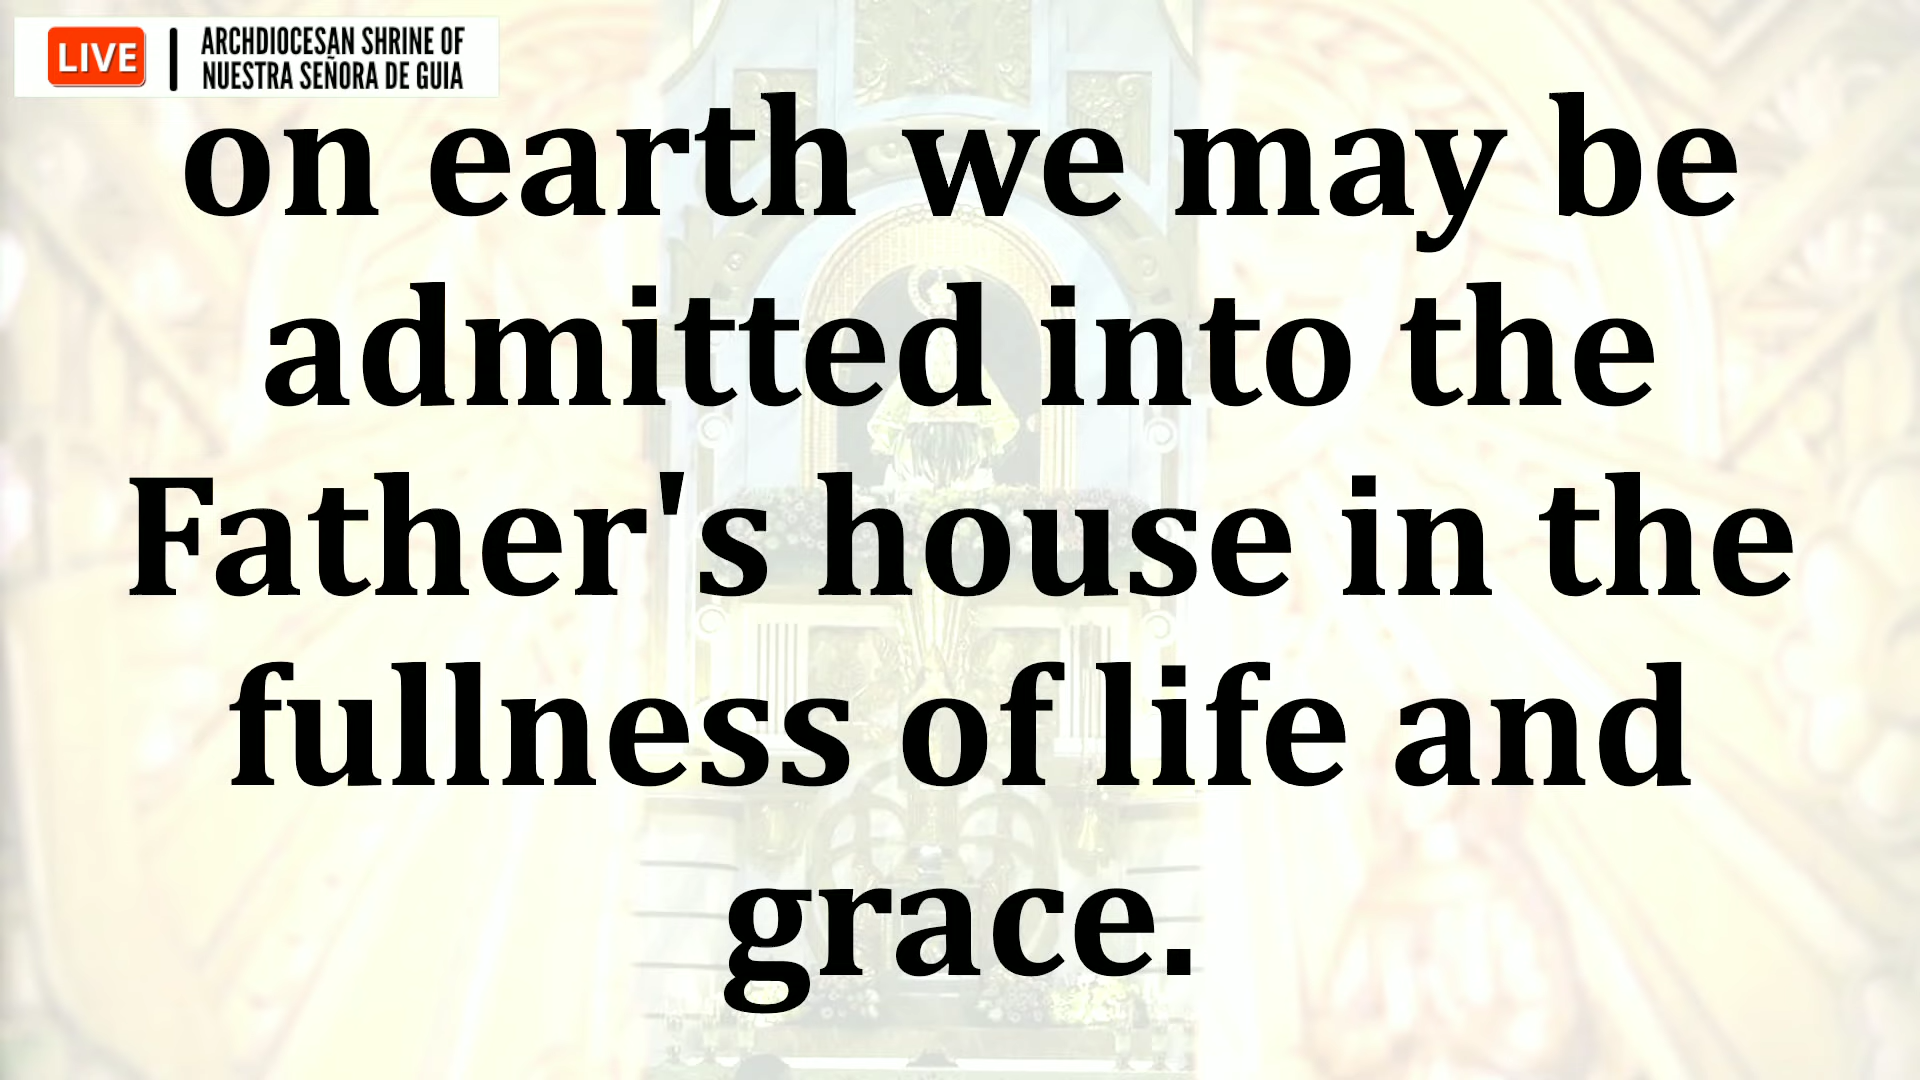 LIVE
ARCHDIOCESAN SHRINE OF
NUESTRA SEÑORA DE GUIA
on earth we may be
admitted into the
Father's house in the
fullness of life and
grace.